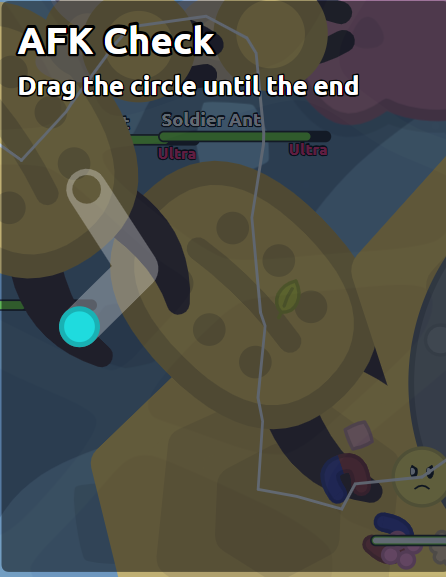 AFK Check
Drag the circle until the end
Soldier Ant
Ultra
Ultra